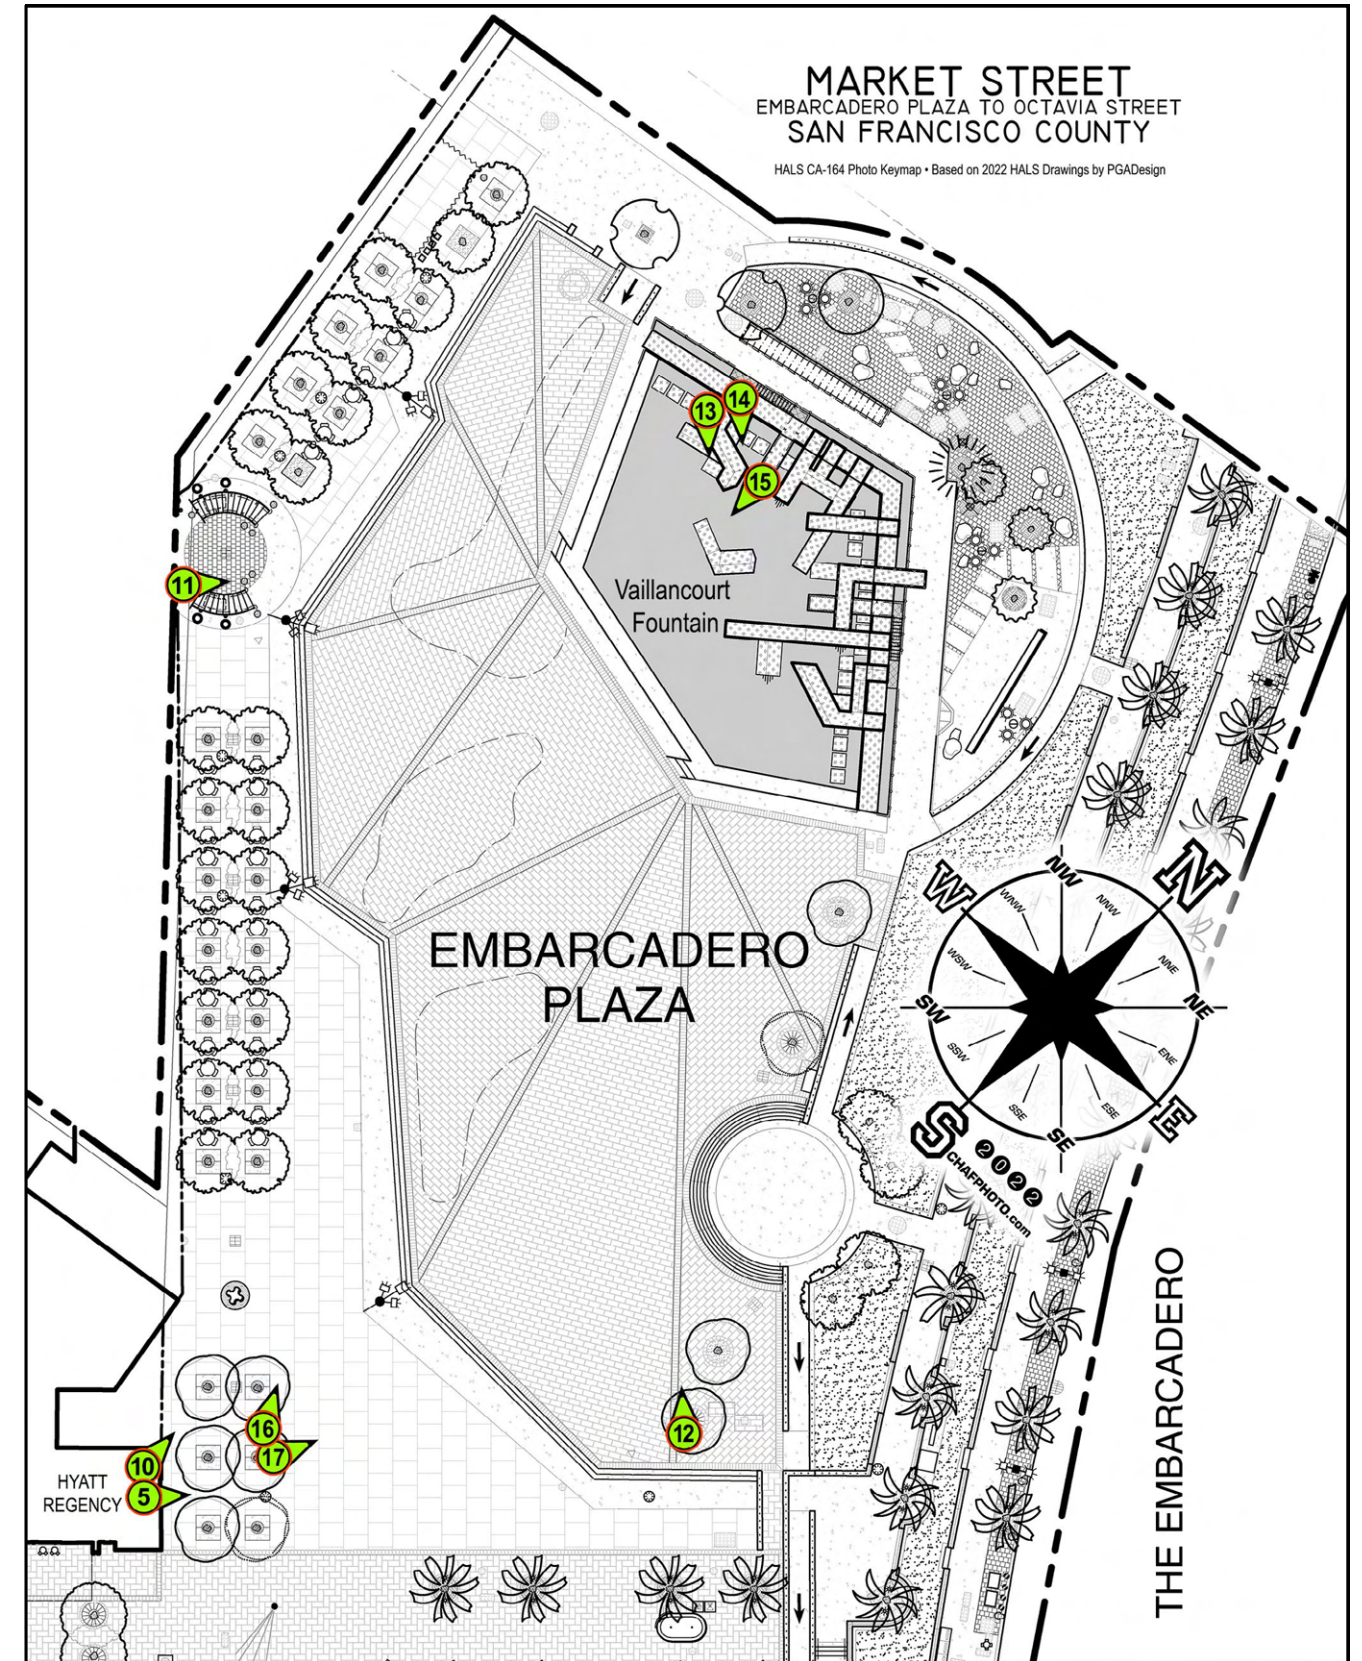 MARKET STREET
EMBARCADERO PLAZA TO OCTAVIA STREET
SAN FRANCISCO COUNTY
HALS CA-164 Photo Keymap • Based on 2022 HALS Drawings by PGADesign
13
14
15
11
Vaillancourt
Fountain
EMBARCADERO
PLAZA
NW
N
W
WNW
NNW
WSW
NNE
SW
NE
SSW
ENE
SSE
ESE
S
SE
E
2022
CHAFPHOTO.com
THE EMBARCADERO
16
12
17
10
HYATT
REGENCY
5